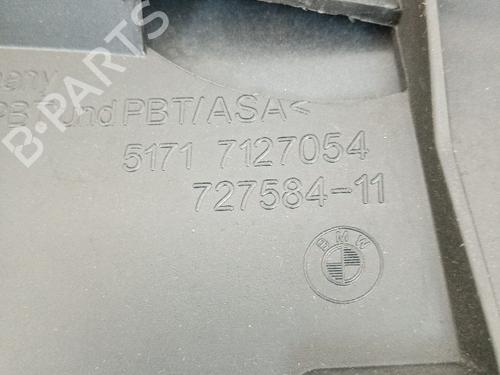 PBT und PBT/ASA<
5171 7127054
727584-11
BMW
B-PARTS